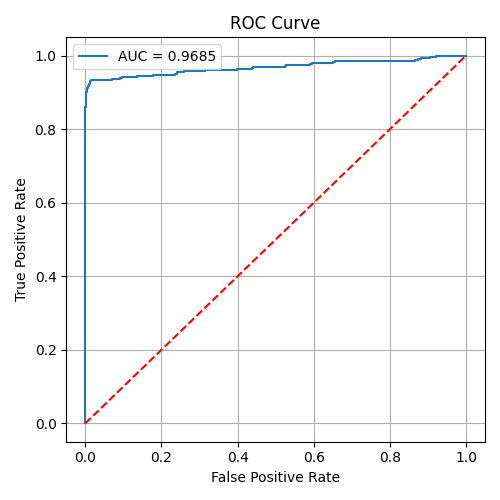 ROC Curve
AUC = 0.9685
True Positive Rate
1.0
0.8
0.6
0.4
0.2
0.0
0.0 0.2 0.4 0.6 0.8 1.0
False Positive Rate